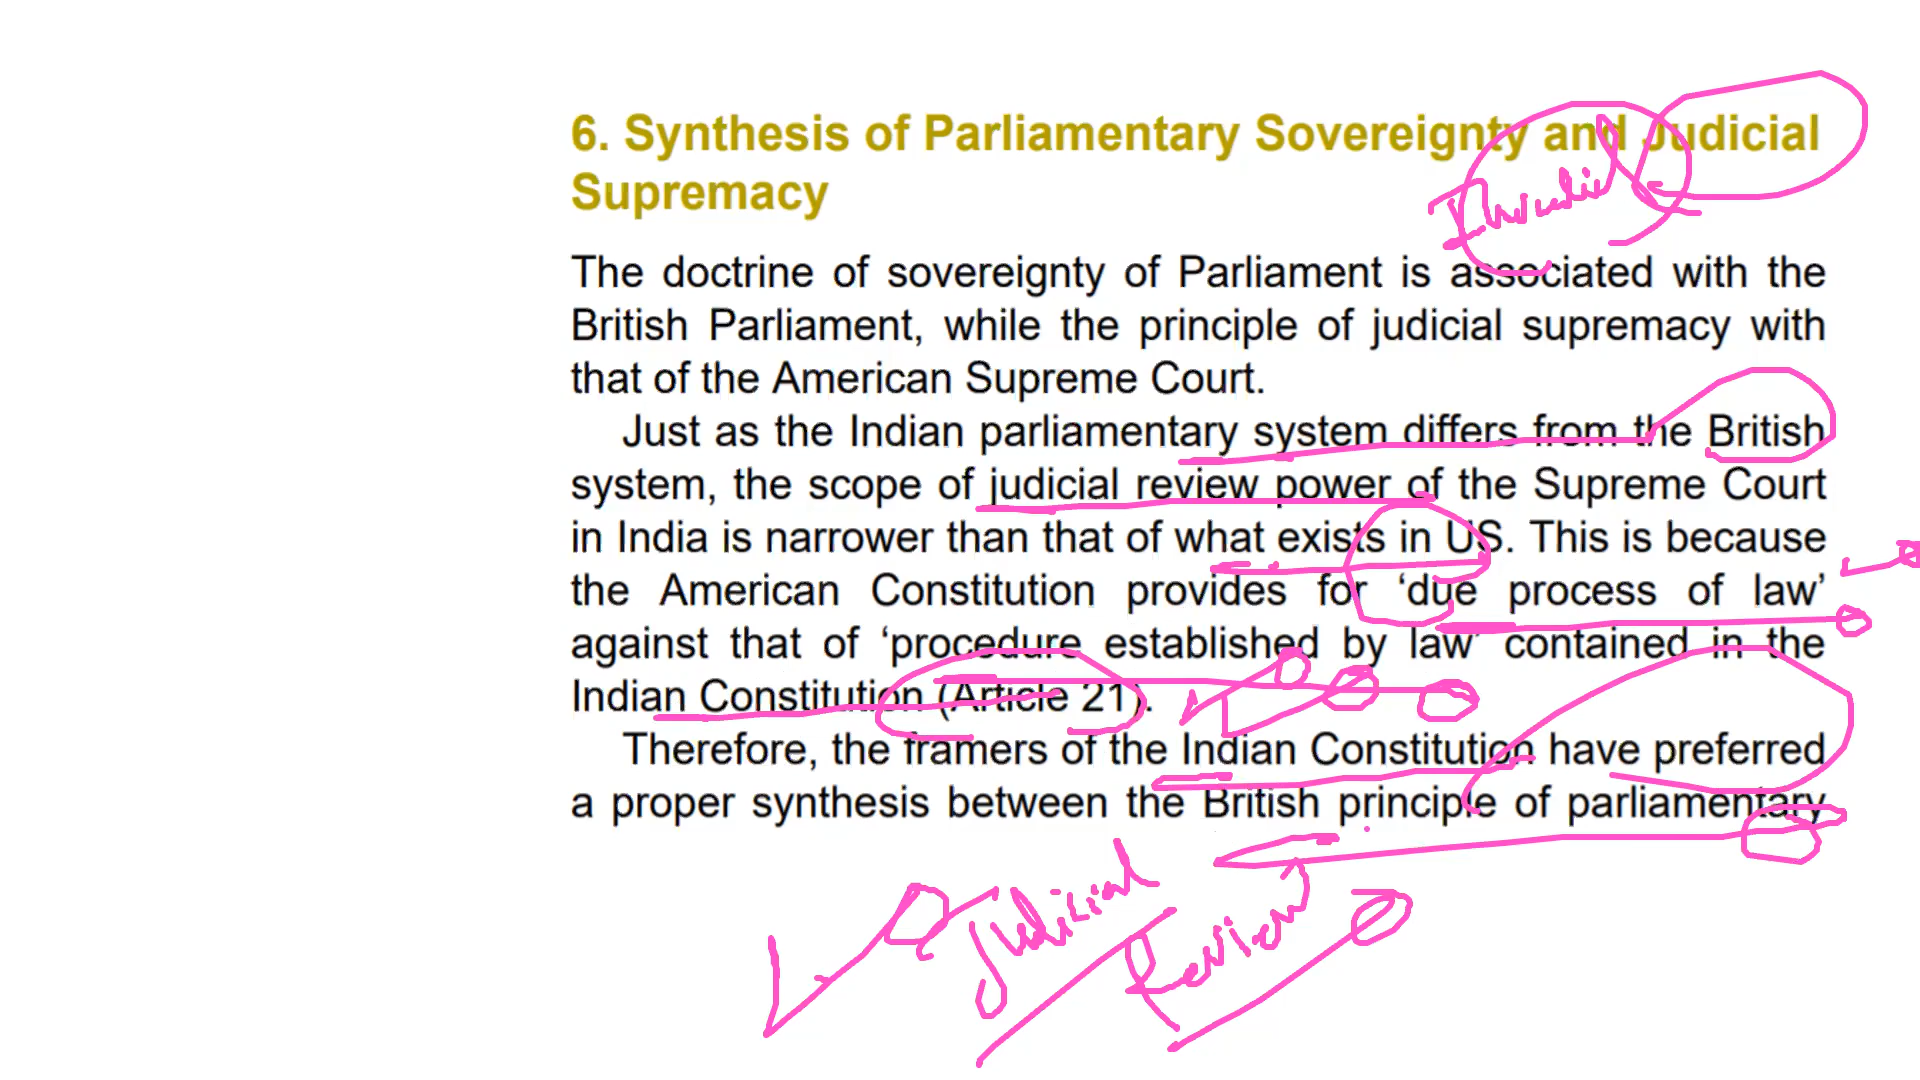 6. Synthesis of Parliamentary Sovereignty and Judicial
Supremacy
The doctrine of sovereignty of Parliament is associated with the
British Parliament, while the principle of judicial supremacy with
that of the American Supreme Court.
Just as the Indian parliamentary system differs from the British
system, the scope of judicial review power of the Supreme Court
in India is narrower than that of what exists in US. This is because
the American Constitution provides for ‘due process of law’
against that of ‘procedure established by law’ contained in the
Indian Constitution (Article 21).
Therefore, the framers of the Indian Constitution have preferred
a proper synthesis between the British principle of parliamentary
Judicial
Review